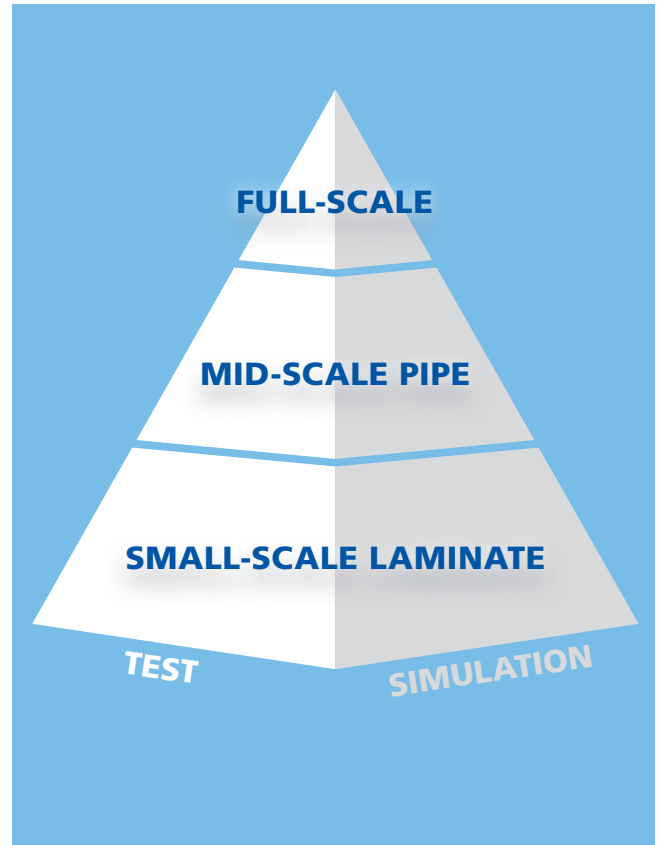 FULL-SCALE
MID-SCALE PIPE
SMALL-SCALE LAMINATE
TEST
SIMULATION